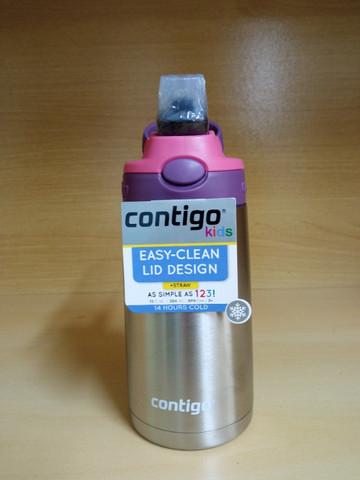 contigo®
kids
EASY-CLEAN
LID DESIGN
+STRAW
AS SIMPLE AS 123!
14 HOURS COLD
contigo